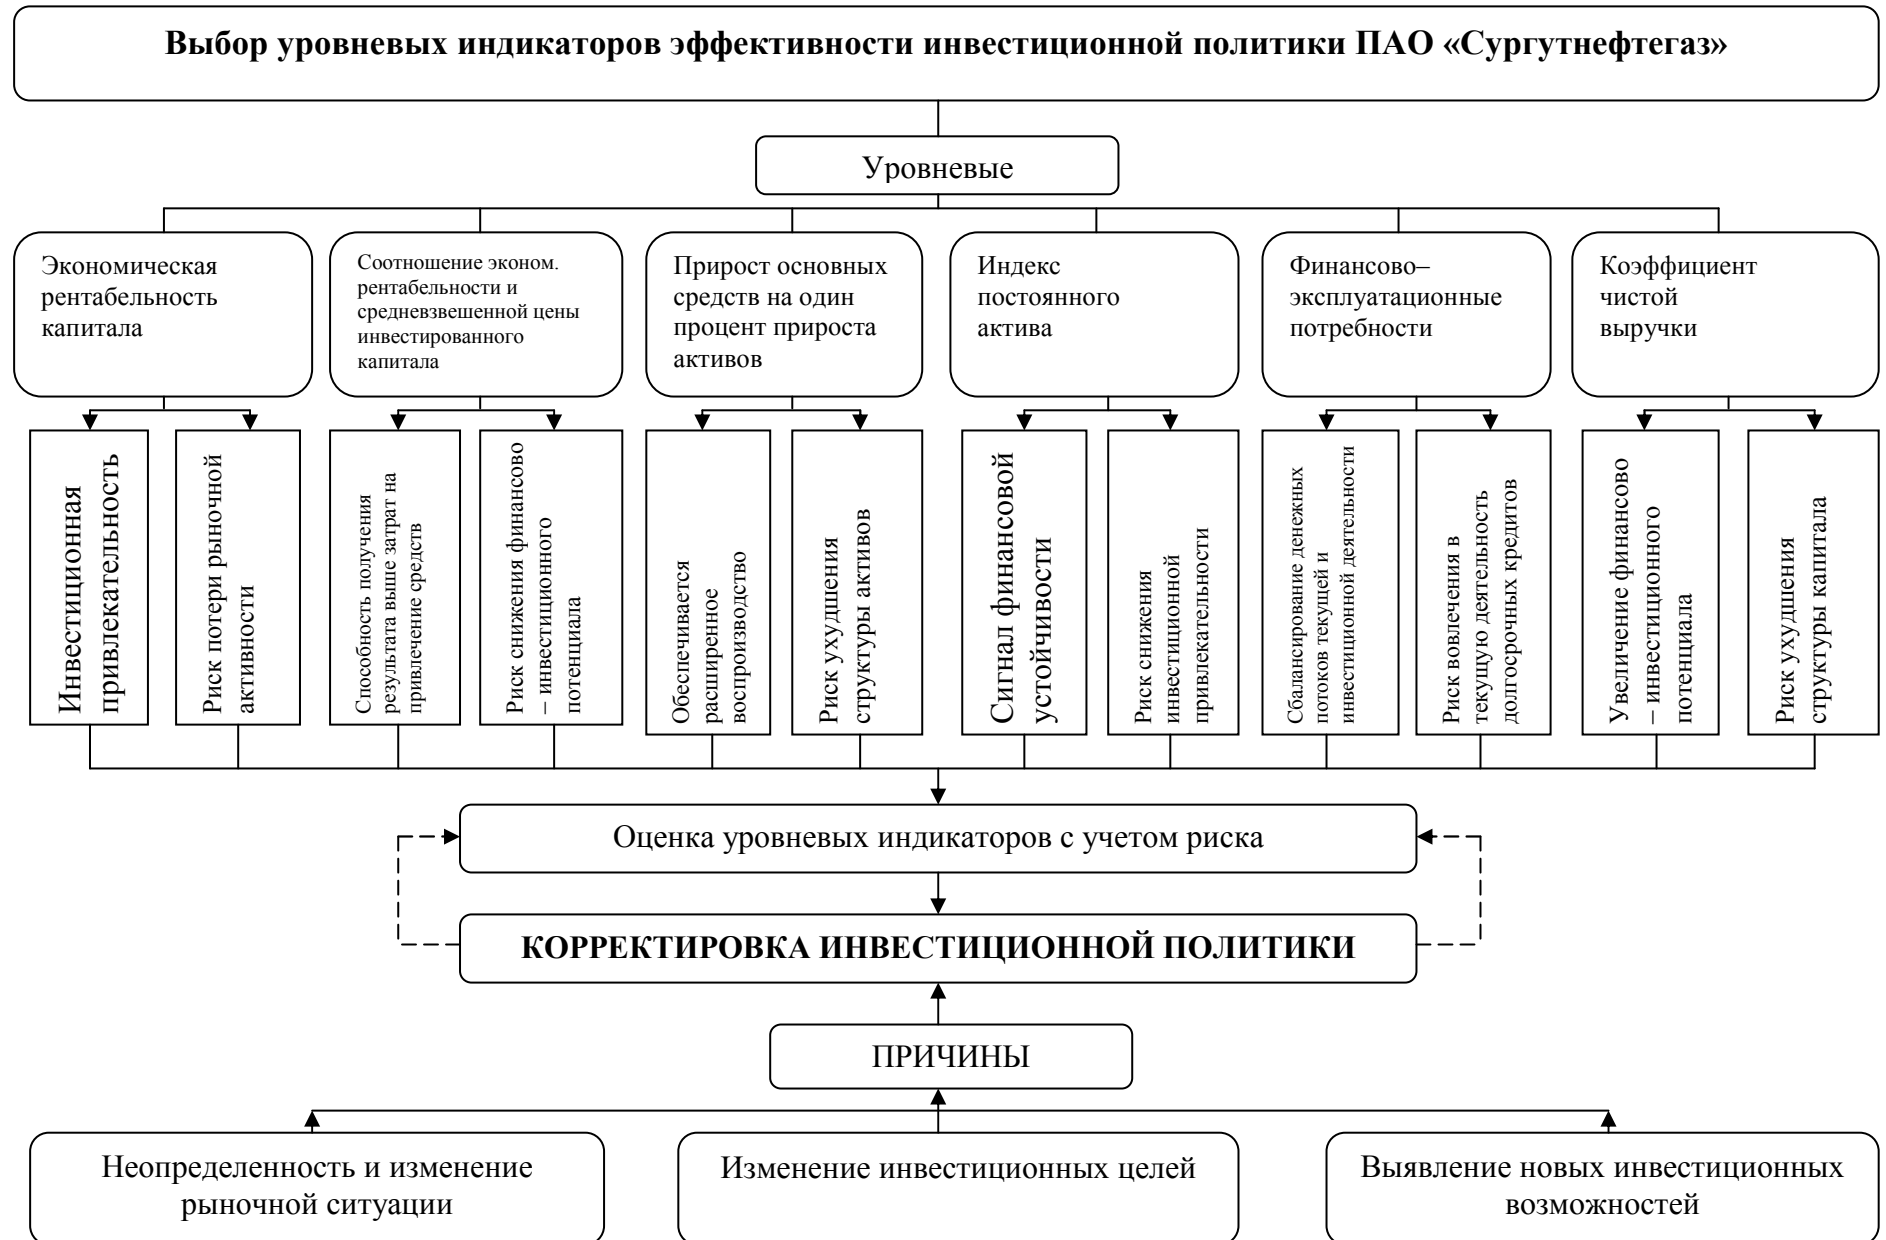 Выбор уровневых индикаторов эффективности инвестиционной политики ПАО «Сургутнефтегаз»
Уровневые
Экономическая
рентабельность
капитала
Соотношение эконом.
рентабельности и
средневзвешенной цены
инвестированного
капитала
Прирост основных
средств на один
процент прироста
активов
Индекс
постоянного
актива
Финансово–
эксплуатационные
потребности
Коэффициент
чистой
выручки
Инвестиционная
привлекательность
Риск потери рыночной
активности
Способность получения
результата выше затрат на
привлечение средств
Риск снижения финансово
– инвестиционного
потенциала
Обеспечивается
расширенное
воспроизводство
Риск ухудшения
структуры активов
Сигнал финансовой
устойчивости
Риск снижения
инвестиционной
привлекательности
Сбалансирование денежных
потоков текущей и
инвестиционной деятельности
Риск вовлечения в
текущую деятельность
долгосрочных кредитов
Увеличение финансово
– инвестиционного
потенциала
Риск ухудшения
структуры капитала
Оценка уровневых индикаторов с учетом риска
КОРРЕКТИРОВКА ИНВЕСТИЦИОННОЙ ПОЛИТИКИ
ПРИЧИНЫ
Неопределенность и изменение
рыночной ситуации
Изменение инвестиционных целей
Выявление новых инвестиционных
возможностей